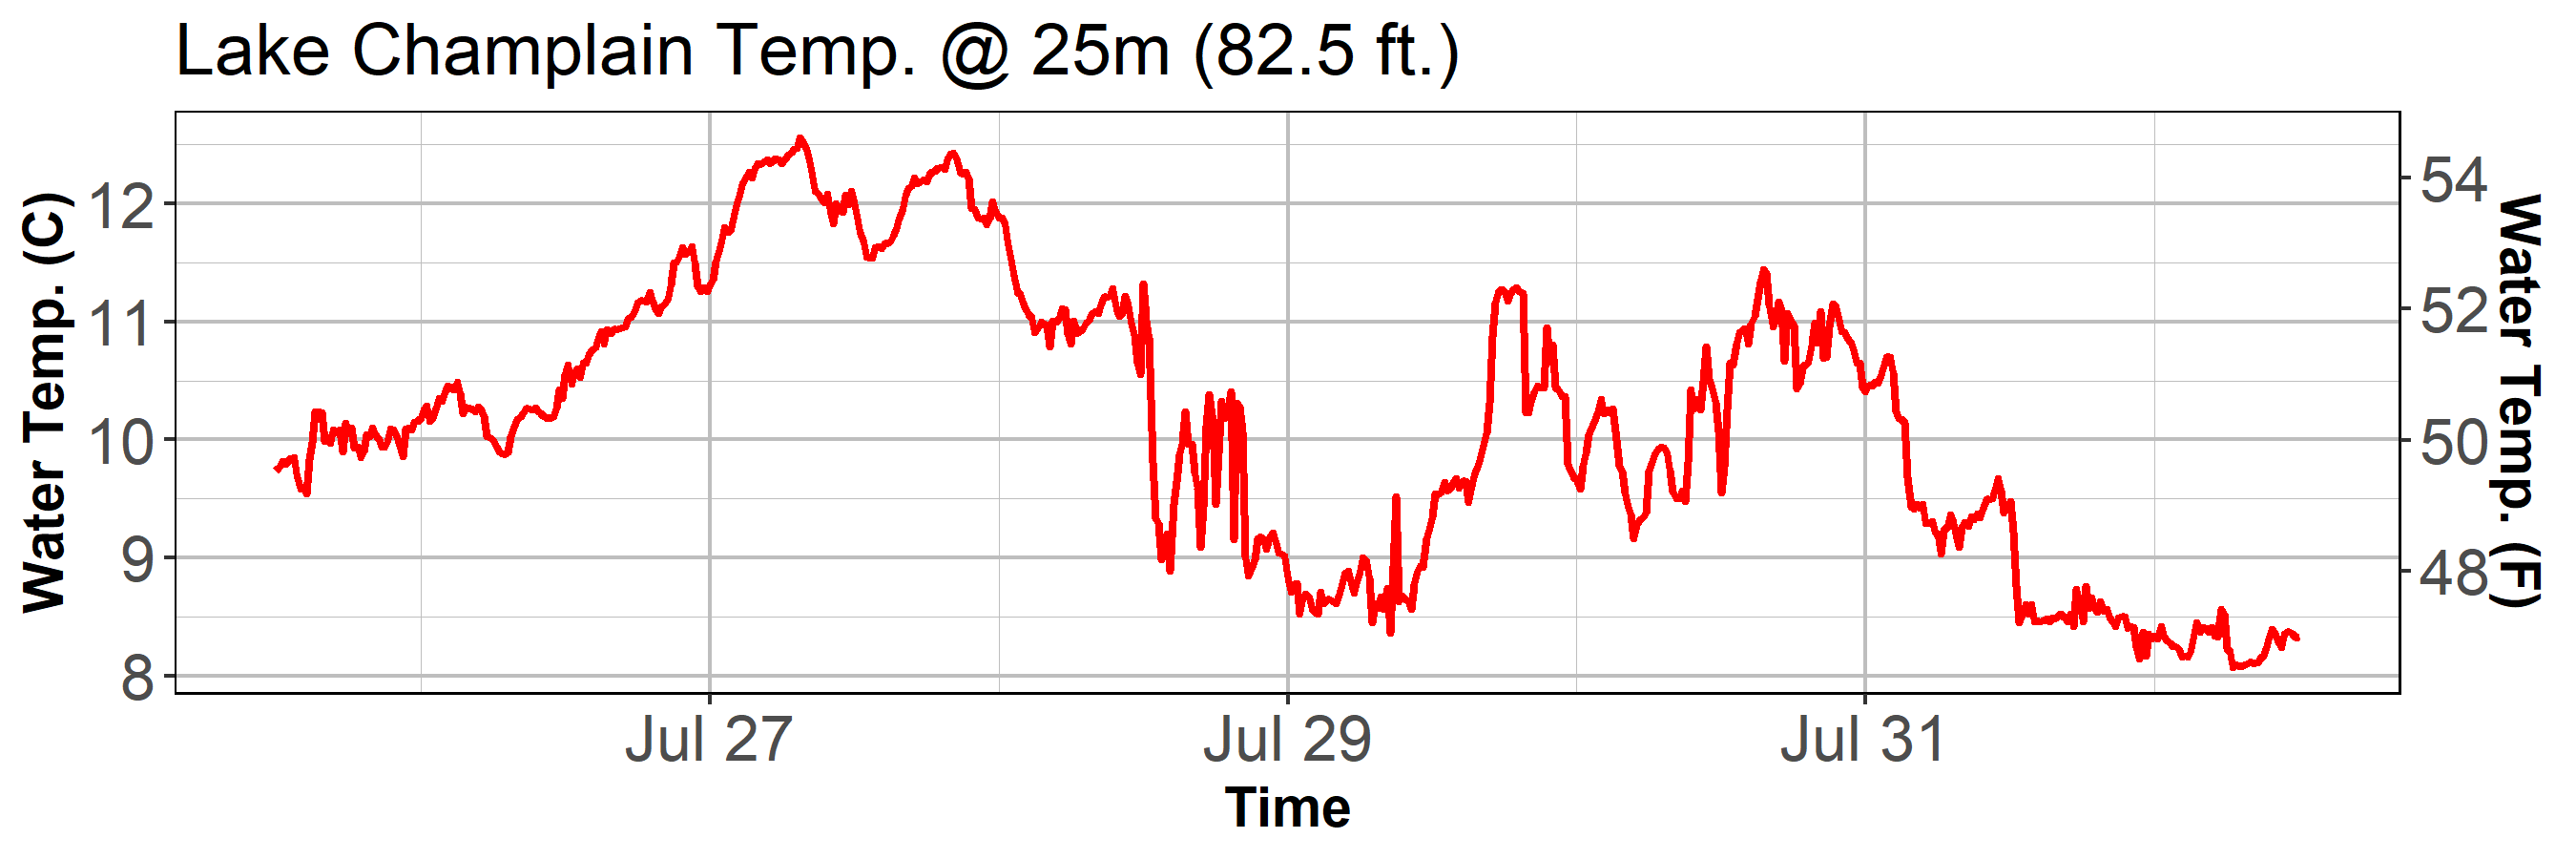 Lake Champlain Temp. @ 25m (82.5 ft.)
Water Temp. (C)
12
11
10
9
8
54
52
50
48
Water Temp. (F)
Jul 27
Jul 29
Jul 31
Time